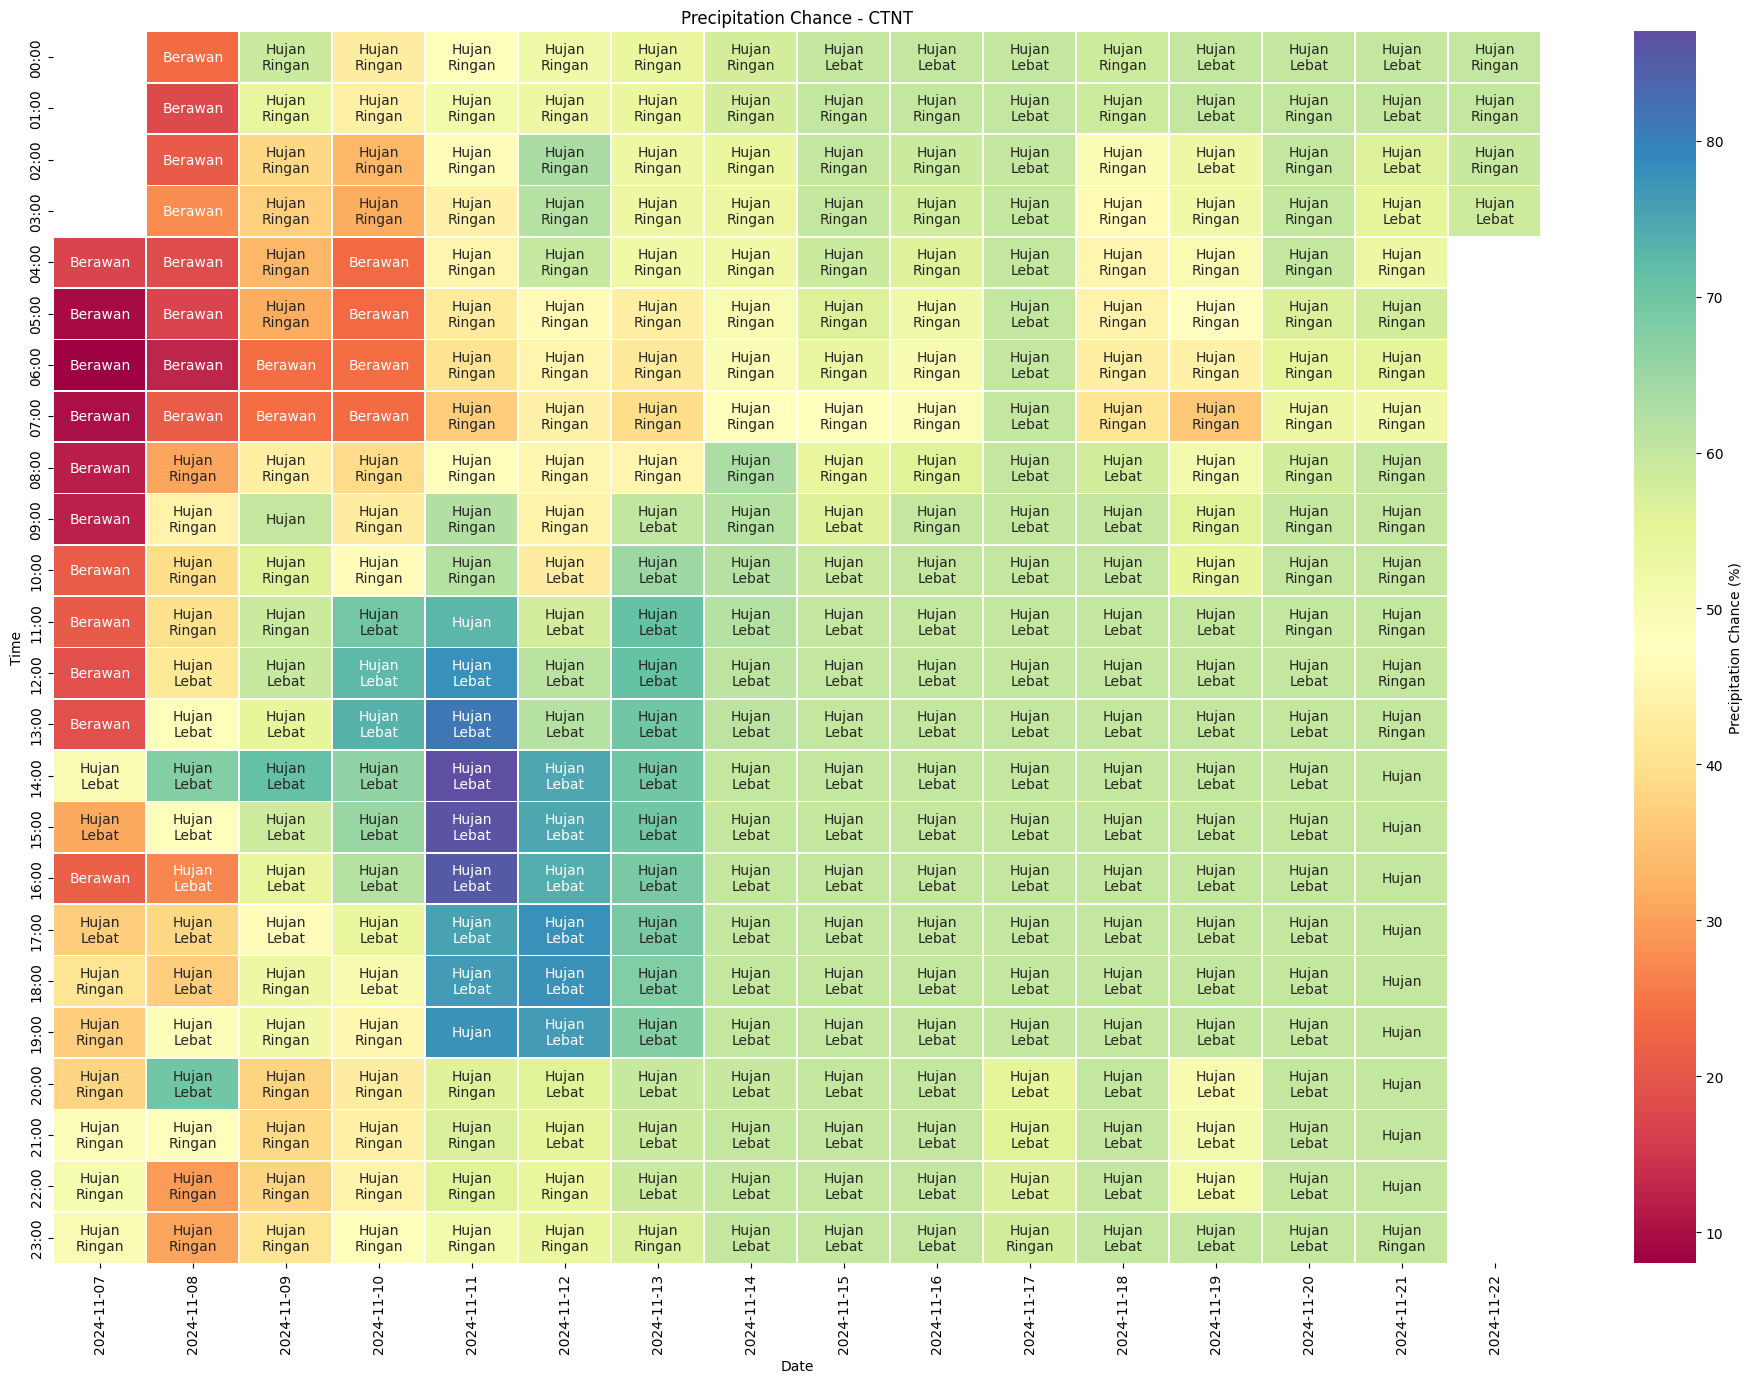 Precipitation Chance - CTNT
00:00 Berawan Hujan Ringan Hujan Ringan Hujan Ringan Hujan Ringan Hujan Ringan Hujan Ringan Hujan Lebat Hujan Lebat Hujan Lebat Hujan Ringan Hujan Lebat Hujan Lebat Hujan Lebat Hujan Ringan
01:00 Berawan Hujan Ringan Hujan Ringan Hujan Ringan Hujan Ringan Hujan Ringan Hujan Ringan Hujan Ringan Hujan Ringan Hujan Lebat Hujan Ringan Hujan Lebat Hujan Ringan Hujan Lebat Hujan Ringan
02:00 Berawan Hujan Ringan Hujan Ringan Hujan Ringan Hujan Ringan Hujan Ringan Hujan Ringan Hujan Ringan Hujan Ringan Hujan Lebat Hujan Ringan Hujan Lebat Hujan Ringan Hujan Lebat Hujan Ringan
03:00 Berawan Hujan Ringan Hujan Ringan Hujan Ringan Hujan Ringan Hujan Ringan Hujan Ringan Hujan Ringan Hujan Ringan Hujan Lebat Hujan Ringan Hujan Ringan Hujan Ringan Hujan Lebat Hujan Lebat
04:00 Berawan Berawan Hujan Ringan Berawan Hujan Ringan Hujan Ringan Hujan Ringan Hujan Ringan Hujan Ringan Hujan Ringan Hujan Lebat Hujan Ringan Hujan Ringan Hujan Ringan Hujan Ringan
05:00 Berawan Berawan Hujan Ringan Berawan Hujan Ringan Hujan Ringan Hujan Ringan Hujan Ringan Hujan Ringan Hujan Ringan Hujan Lebat Hujan Ringan Hujan Ringan Hujan Ringan Hujan Ringan
06:00 Berawan Berawan Berawan Berawan Hujan Ringan Hujan Ringan Hujan Ringan Hujan Ringan Hujan Ringan Hujan Ringan Hujan Lebat Hujan Ringan Hujan Ringan Hujan Ringan Hujan Ringan
07:00 Berawan Berawan Berawan Berawan Hujan Ringan Hujan Ringan Hujan Ringan Hujan Ringan Hujan Ringan Hujan Ringan Hujan Lebat Hujan Ringan Hujan Ringan Hujan Ringan Hujan Ringan
08:00 Berawan Hujan Ringan Hujan Ringan Hujan Ringan Hujan Ringan Hujan Ringan Hujan Ringan Hujan Ringan Hujan Ringan Hujan Ringan Hujan Lebat Hujan Lebat Hujan Ringan Hujan Ringan Hujan Ringan
09:00 Berawan Hujan Ringan Hujan Hujan Ringan Hujan Ringan Hujan Ringan Hujan Lebat Hujan Ringan Hujan Lebat Hujan Ringan Hujan Lebat Hujan Lebat Hujan Ringan Hujan Ringan Hujan Ringan
10:00 Berawan Hujan Ringan Hujan Ringan Hujan Ringan Hujan Ringan Hujan Lebat Hujan Lebat Hujan Lebat Hujan Lebat Hujan Lebat Hujan Lebat Hujan Lebat Hujan Ringan Hujan Ringan Hujan Ringan
11:00 Berawan Hujan Ringan Hujan Ringan Hujan Lebat Hujan Hujan Lebat Hujan Lebat Hujan Lebat Hujan Lebat Hujan Lebat Hujan Lebat Hujan Lebat Hujan Lebat Hujan Ringan Hujan Ringan
12:00 Berawan Hujan Lebat Hujan Lebat Hujan Lebat Hujan Lebat Hujan Lebat Hujan Lebat Hujan Lebat Hujan Lebat Hujan Lebat Hujan Lebat Hujan Lebat Hujan Lebat Hujan Lebat Hujan Ringan
13:00 Berawan Hujan Lebat Hujan Lebat Hujan Lebat Hujan Lebat Hujan Lebat Hujan Lebat Hujan Lebat Hujan Lebat Hujan Lebat Hujan Lebat Hujan Lebat Hujan Lebat Hujan Lebat Hujan Ringan
14:00 Hujan Lebat Hujan Lebat Hujan Lebat Hujan Lebat Hujan Lebat Hujan Lebat Hujan Lebat Hujan Lebat Hujan Lebat Hujan Lebat Hujan Lebat Hujan Lebat Hujan Lebat Hujan Lebat Hujan
15:00 Hujan Lebat Hujan Lebat Hujan Lebat Hujan Lebat Hujan Lebat Hujan Lebat Hujan Lebat Hujan Lebat Hujan Lebat Hujan Lebat Hujan Lebat Hujan Lebat Hujan Lebat Hujan Lebat Hujan
16:00 Berawan Hujan Lebat Hujan Lebat Hujan Lebat Hujan Lebat Hujan Lebat Hujan Lebat Hujan Lebat Hujan Lebat Hujan Lebat Hujan Lebat Hujan Lebat Hujan Lebat Hujan Lebat Hujan
17:00 Hujan Lebat Hujan Lebat Hujan Lebat Hujan Lebat Hujan Lebat Hujan Lebat Hujan Lebat Hujan Lebat Hujan Lebat Hujan Lebat Hujan Lebat Hujan Lebat Hujan Lebat Hujan Lebat Hujan
18:00 Hujan Ringan Hujan Lebat Hujan Ringan Hujan Lebat Hujan Lebat Hujan Lebat Hujan Lebat Hujan Lebat Hujan Lebat Hujan Lebat Hujan Lebat Hujan Lebat Hujan Lebat Hujan Lebat Hujan
19:00 Hujan Ringan Hujan Lebat Hujan Ringan Hujan Ringan Hujan Hujan Lebat Hujan Lebat Hujan Lebat Hujan Lebat Hujan Lebat Hujan Lebat Hujan Lebat Hujan Lebat Hujan Lebat Hujan
20:00 Hujan Ringan Hujan Lebat Hujan Ringan Hujan Ringan Hujan Ringan Hujan Lebat Hujan Lebat Hujan Lebat Hujan Lebat Hujan Lebat Hujan Lebat Hujan Lebat Hujan Lebat Hujan Lebat Hujan
21:00 Hujan Ringan Hujan Ringan Hujan Ringan Hujan Ringan Hujan Ringan Hujan Lebat Hujan Lebat Hujan Lebat Hujan Lebat Hujan Lebat Hujan Lebat Hujan Lebat Hujan Lebat Hujan Lebat Hujan
22:00 Hujan Ringan Hujan Ringan Hujan Ringan Hujan Ringan Hujan Ringan Hujan Ringan Hujan Lebat Hujan Lebat Hujan Lebat Hujan Lebat Hujan Lebat Hujan Lebat Hujan Lebat Hujan Lebat Hujan
23:00 Hujan Ringan Hujan Ringan Hujan Ringan Hujan Ringan Hujan Ringan Hujan Ringan Hujan Ringan Hujan Lebat Hujan Lebat Hujan Lebat Hujan Ringan Hujan Lebat Hujan Lebat Hujan Lebat Hujan Ringan
Time
2024-11-07 2024-11-08 2024-11-09 2024-11-10 2024-11-11 2024-11-12 2024-11-13 2024-11-14 2024-11-15 2024-11-16 2024-11-17 2024-11-18 2024-11-19 2024-11-20 2024-11-21 2024-11-22
Date
80
70
60
50
40
30
20
10
Precipitation Chance (%)